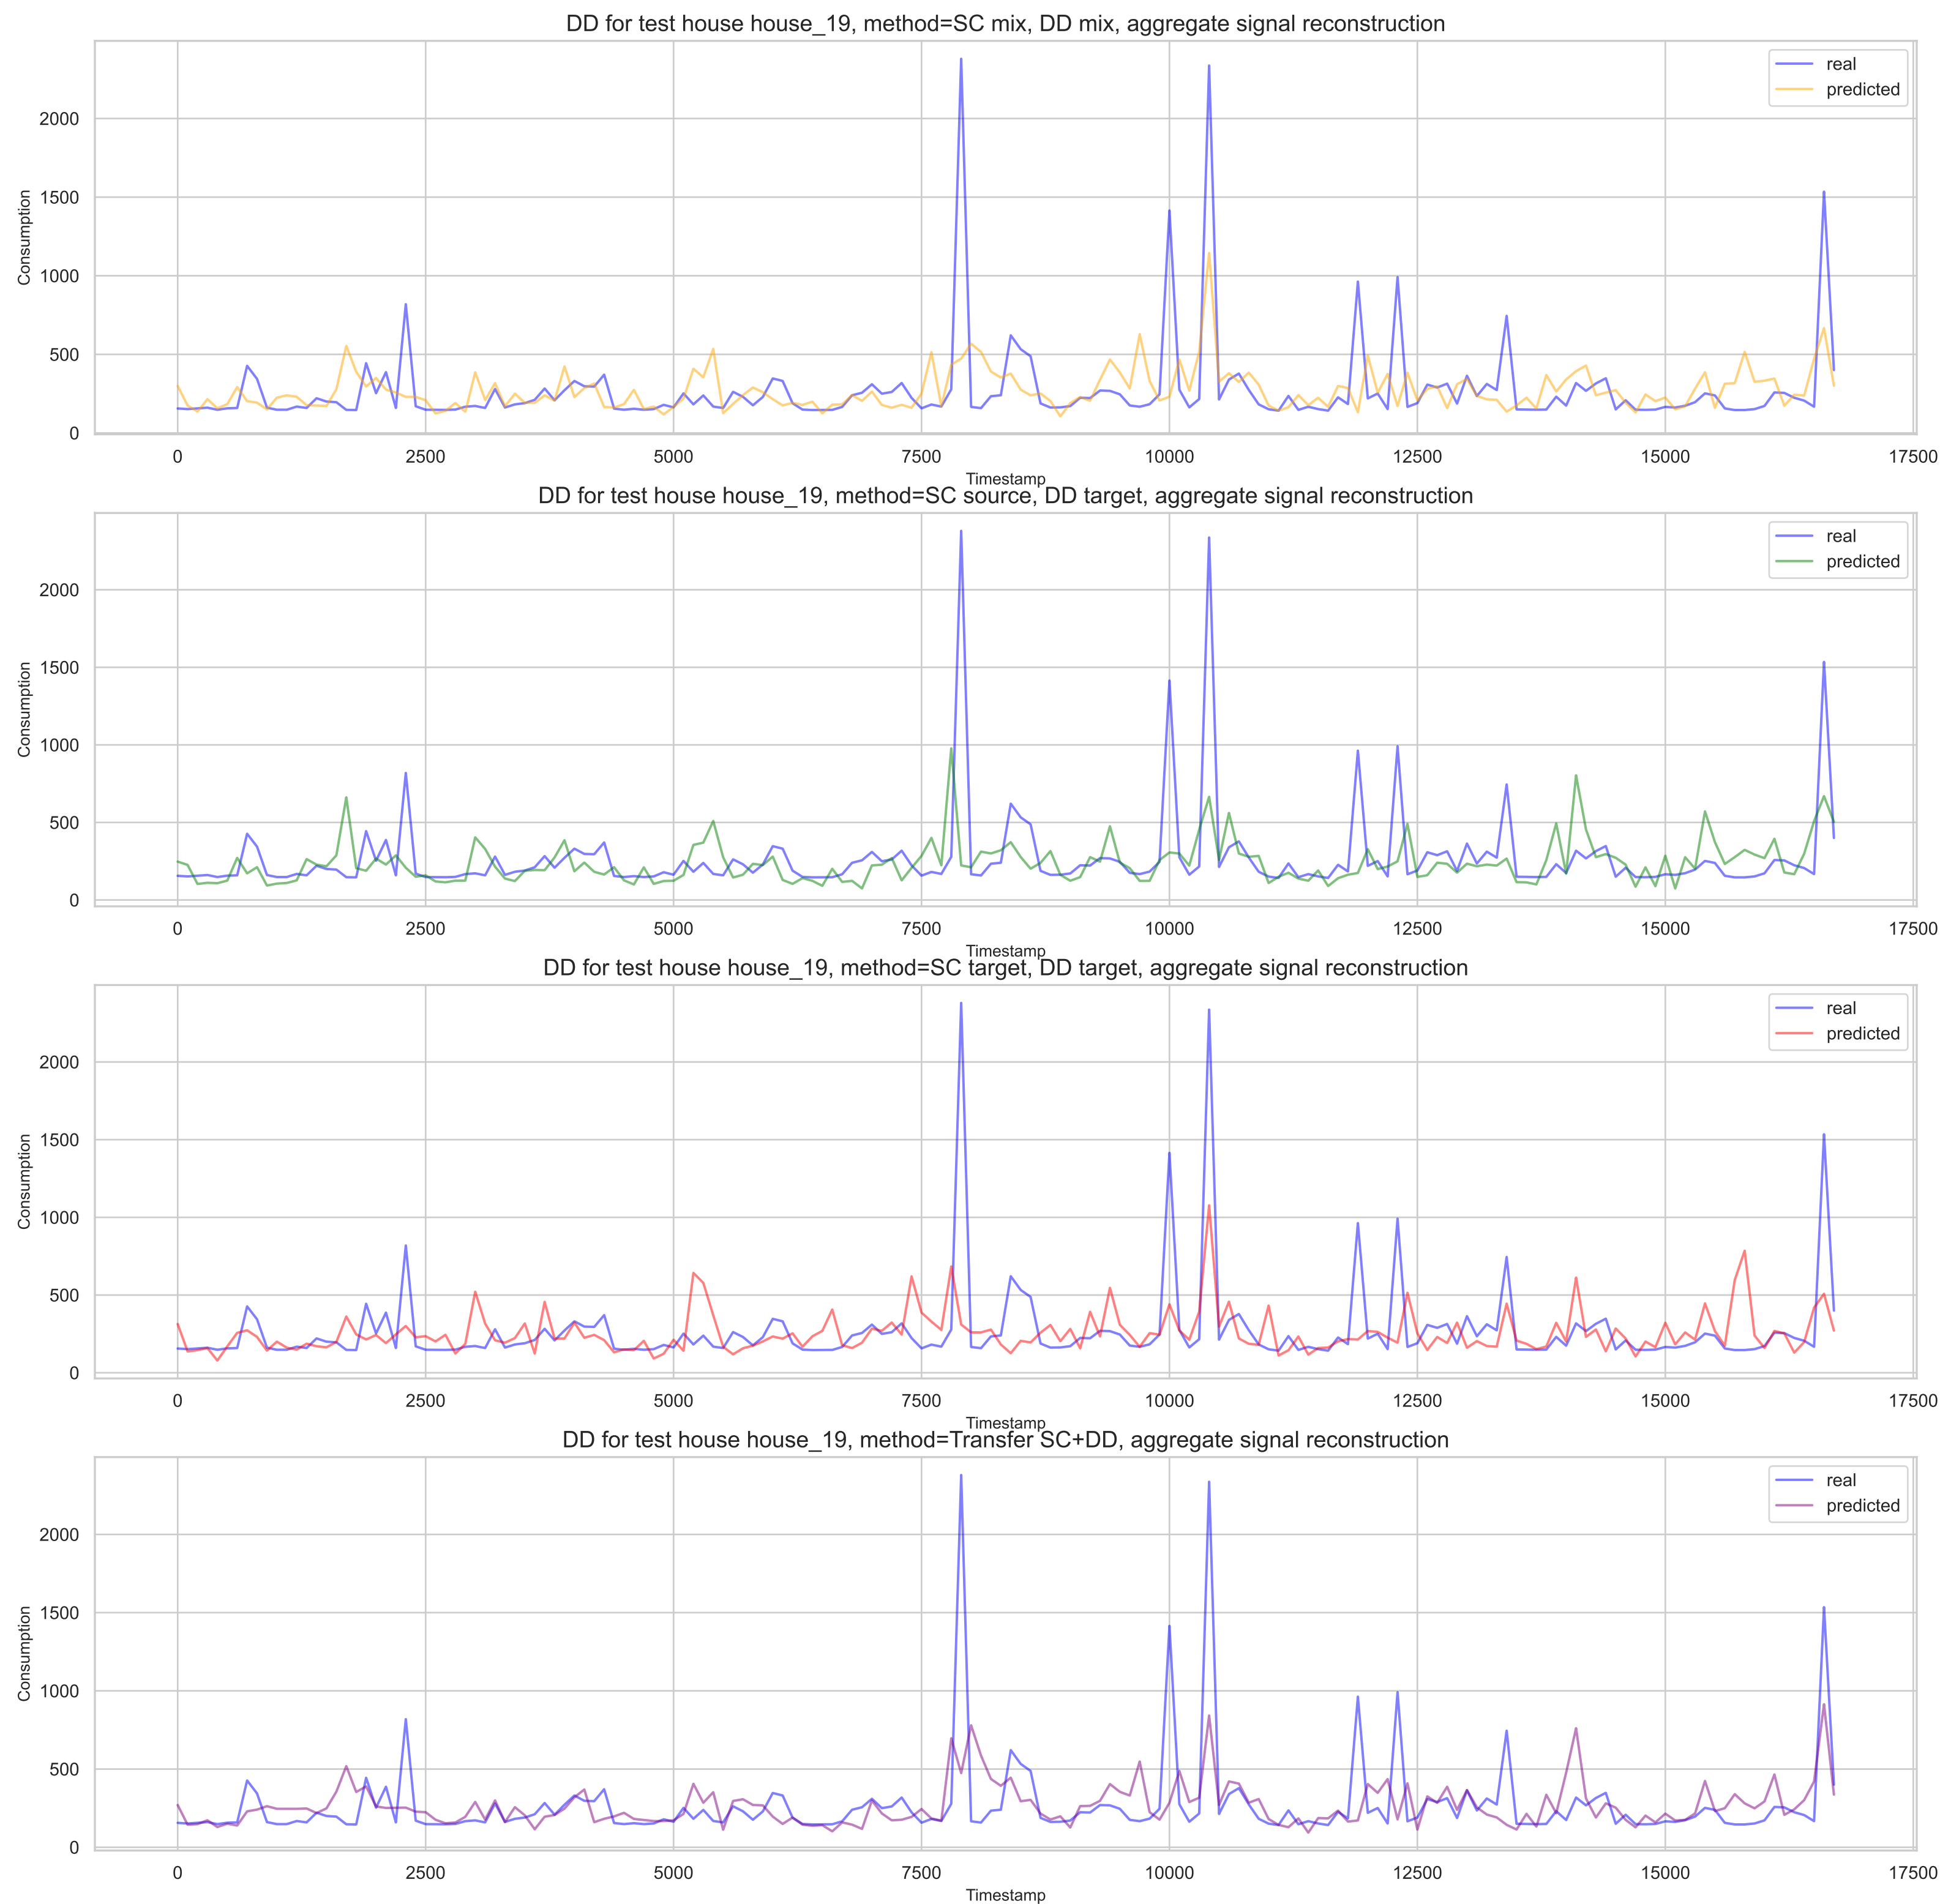 DD for test house house_19, method=SC mix, DD mix, aggregate signal reconstruction
real
predicted
Consumption
2000
1500
1000
500
0
0 2500 5000 7500 10000 12500 15000 17500
Timestamp
DD for test house house_19, method=SC source, DD target, aggregate signal reconstruction
real
predicted
Consumption
2000
1500
1000
500
0
0 2500 5000 7500 10000 12500 15000 17500
Timestamp
DD for test house house_19, method=SC target, DD target, aggregate signal reconstruction
real
predicted
Consumption
2000
1500
1000
500
0
0 2500 5000 7500 10000 12500 15000 17500
Timestamp
DD for test house house_19, method=Transfer SC+DD, aggregate signal reconstruction
real
predicted
Consumption
2000
1500
1000
500
0
0 2500 5000 7500 10000 12500 15000 17500
Timestamp